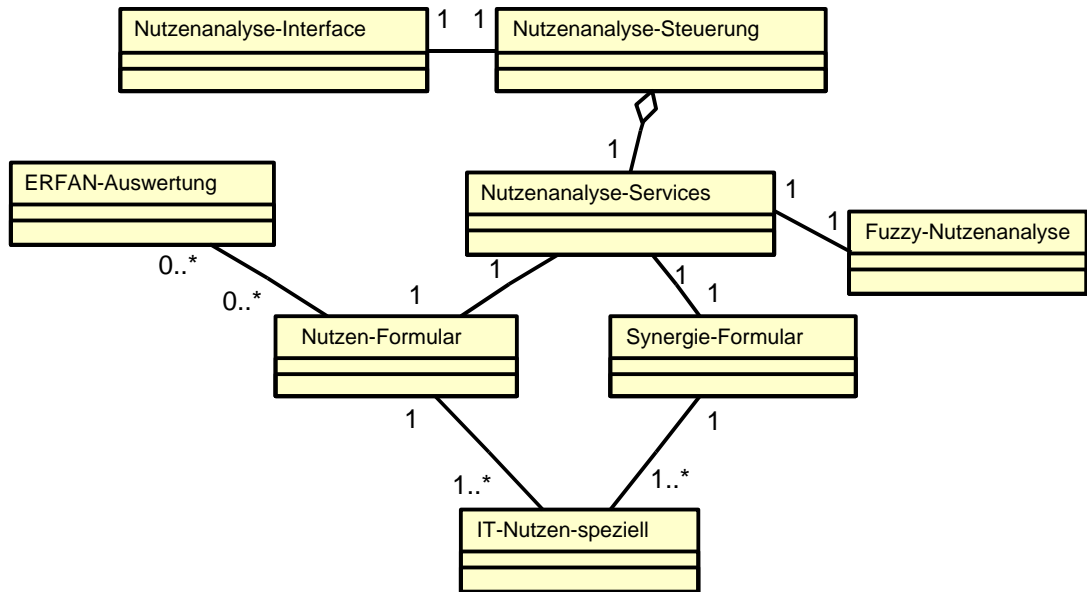 Nutzenanalyse-Interface
1
1
Nutzenanalyse-Steuerung
1
ERFAN-Auswertung
Nutzenanalyse-Services
1
1
Fuzzy-Nutzenanalyse
0..*
0..*
1
1
1
1
Nutzen-Formular
Synergie-Formular
1
1
1..*
1..*
IT-Nutzen-speziell